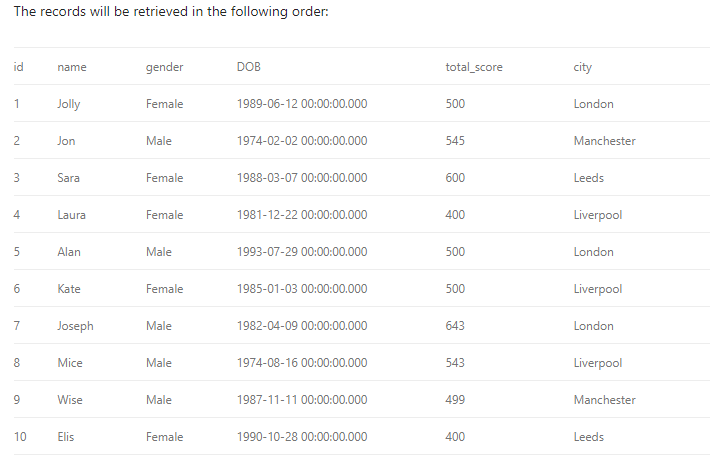 The records will be retrieved in the following order:
id name gender DOB total_score city
1 Jolly Female 1989-06-12 00:00:00.000 500 London
2 Jon Male 1974-02-02 00:00:00.000 545 Manchester
3 Sara Female 1988-03-07 00:00:00.000 600 Leeds
4 Laura Female 1981-12-22 00:00:00.000 400 Liverpool
5 Alan Male 1993-07-29 00:00:00.000 500 London
6 Kate Female 1985-01-03 00:00:00.000 500 Liverpool
7 Joseph Male 1982-04-09 00:00:00.000 643 London
8 Mice Male 1974-08-16 00:00:00.000 543 Liverpool
9 Wise Male 1987-11-11 00:00:00.000 499 Manchester
10 Elis Female 1990-10-28 00:00:00.000 400 Leeds